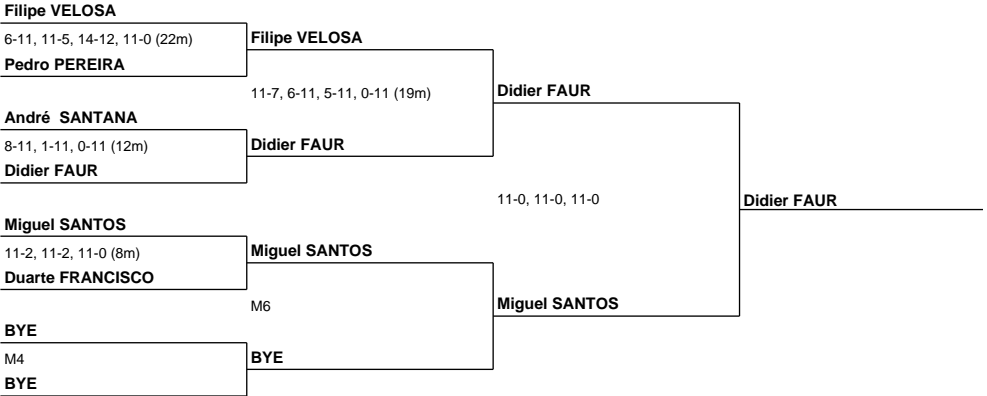 Filipe VELOSA
6-11, 11-5, 14-12, 11-0 (22m)
Filipe VELOSA
Pedro PEREIRA
11-7, 6-11, 5-11, 0-11 (19m)
Didier FAUR
André  SANTANA
8-11, 1-11, 0-11 (12m)
Didier FAUR
Didier FAUR
11-0, 11-0, 11-0
Didier FAUR
Miguel SANTOS
11-2, 11-2, 11-0 (8m)
Miguel SANTOS
Duarte FRANCISCO
M6
Miguel SANTOS
BYE
M4
BYE
BYE